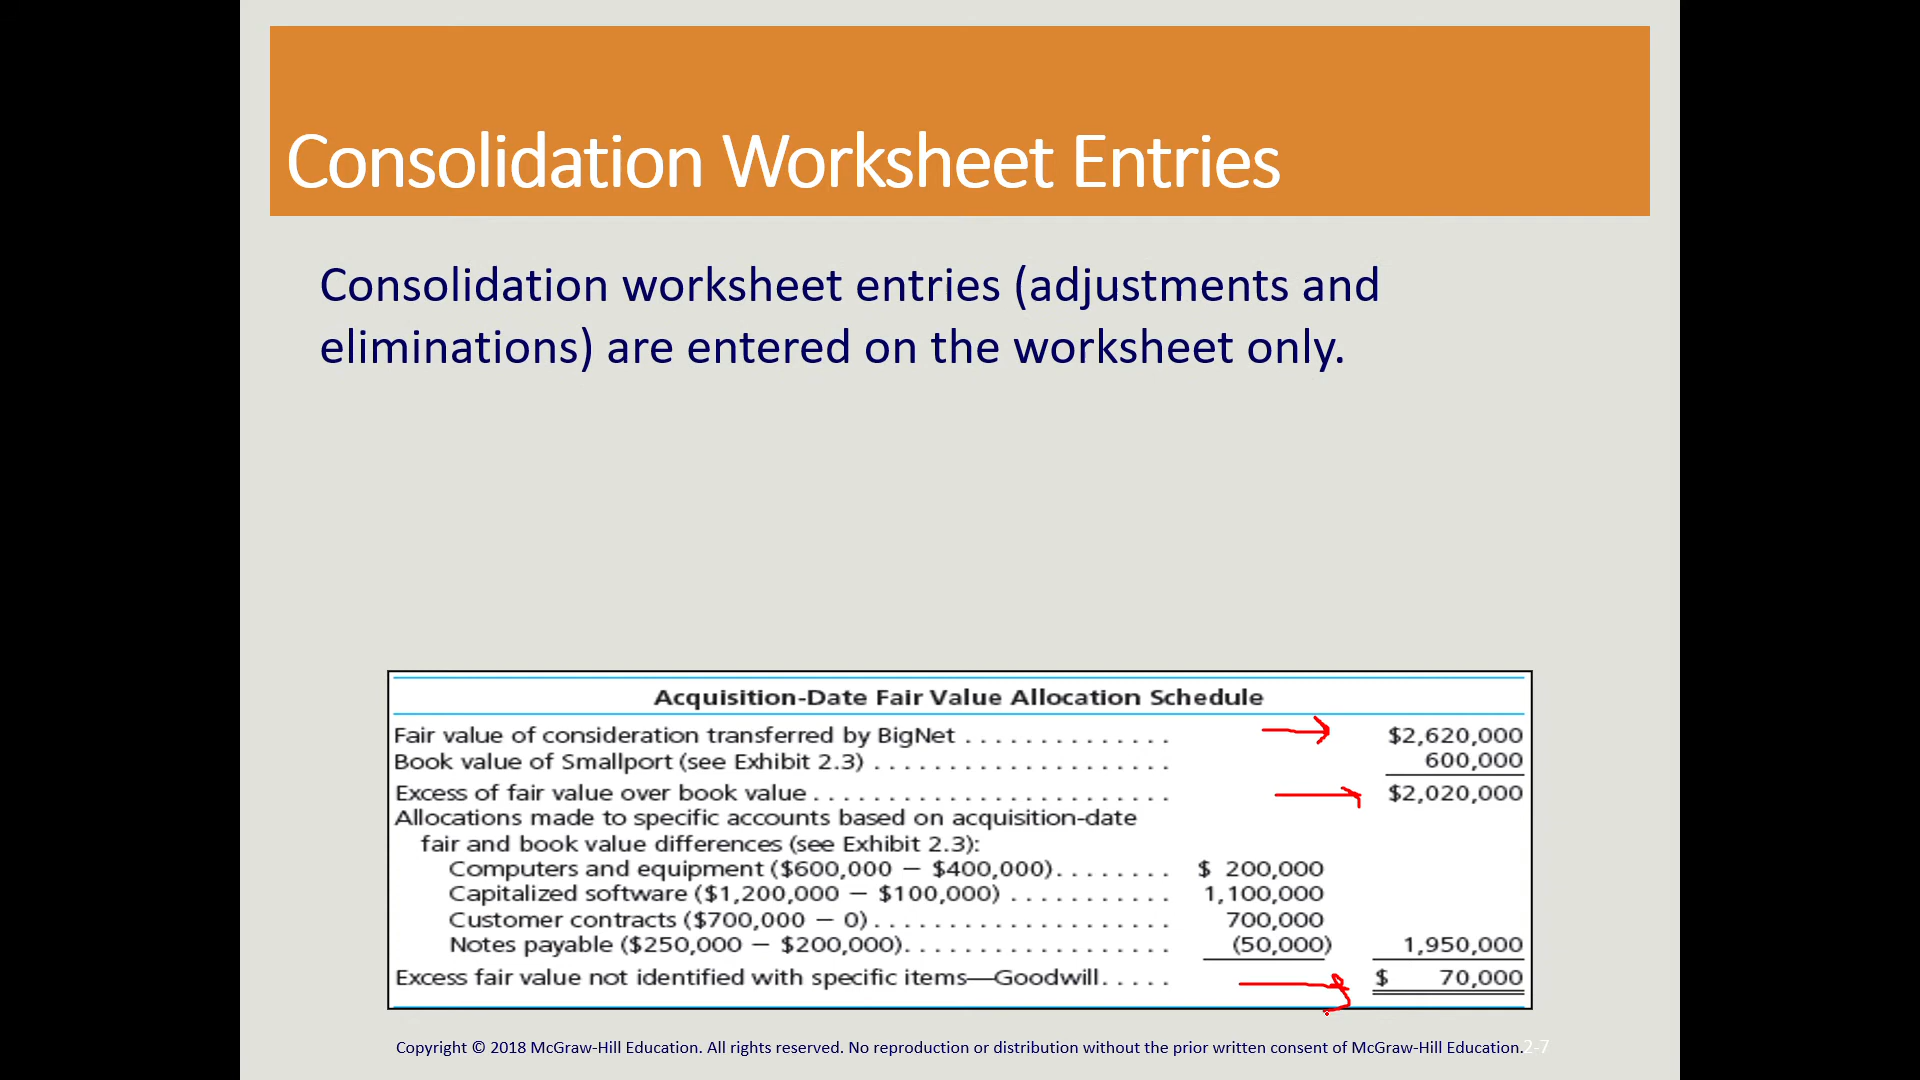 Consolidation Worksheet Entries
Consolidation worksheet entries (adjustments and
eliminations) are entered on the worksheet only.
Acquisition-Date Fair Value Allocation Schedule
Fair value of consideration transferred by BigNet . . . . . . . . . . . . . . $2,620,000
Book value of Smallport (see Exhibit 2.3) . . . . . . . . . . . . . . . . . . . . 600,000
Excess of fair value over book value . . . . . . . . . . . . . . . . . . . . . . . . $2,020,000
Allocations made to specific accounts based on acquisition-date
fair and book value differences (see Exhibit 2.3):
Computers and equipment ($600,000 − $400,000). . . . . . . . $ 200,000
Capitalized software ($1,200,000 − $100,000) . . . . . . . . . . . 1,100,000
Customer contracts ($700,000 − 0) . . . . . . . . . . . . . . . . . . . . 700,000
Notes payable ($250,000 − $200,000). . . . . . . . . . . . . . . . . . (50,000) 1,950,000
Excess fair value not identified with specific items—Goodwill. . . . . $ 70,000
Copyright © 2018 McGraw-Hill Education. All rights reserved. No reproduction or distribution without the prior written consent of McGraw-Hill Education. 2-7